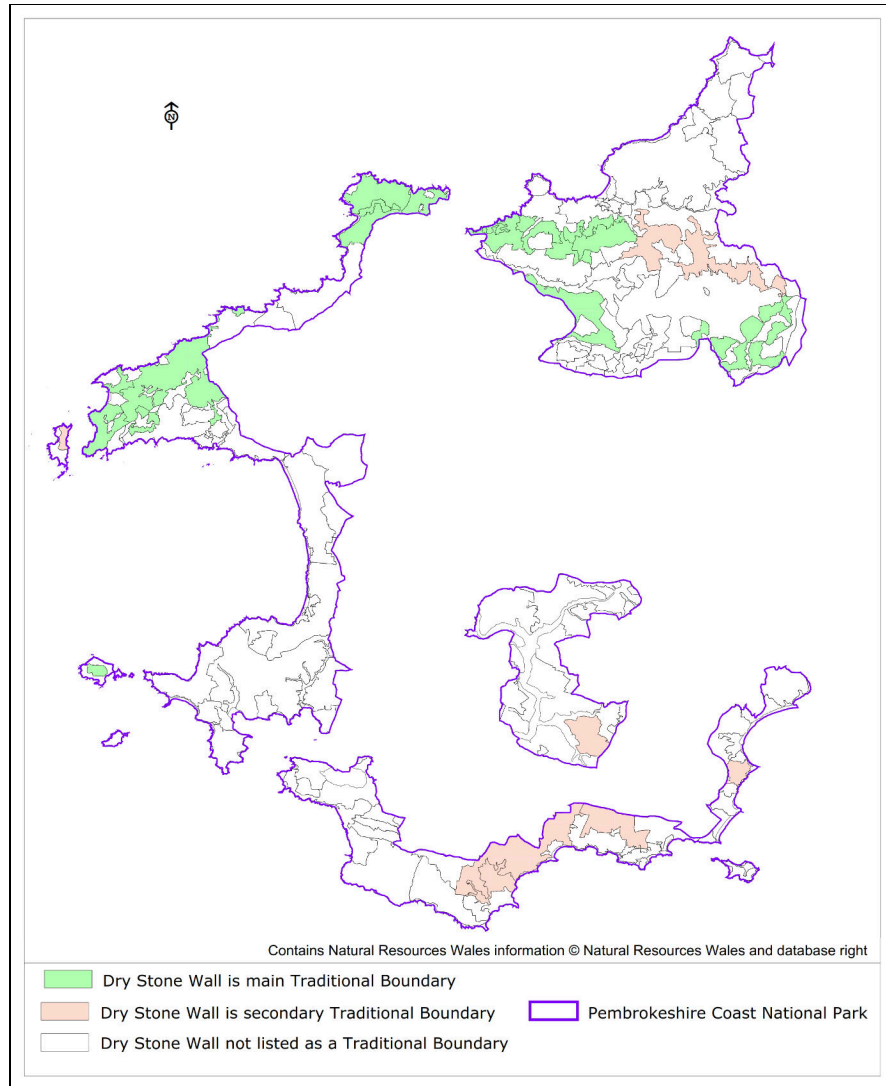 N
Contains Natural Resources Wales information © Natural Resources Wales and database right
Dry Stone Wall is main Traditional Boundary
Dry Stone Wall is secondary Traditional Boundary
Pembrokeshire Coast National Park
Dry Stone Wall not listed as a Traditional Boundary